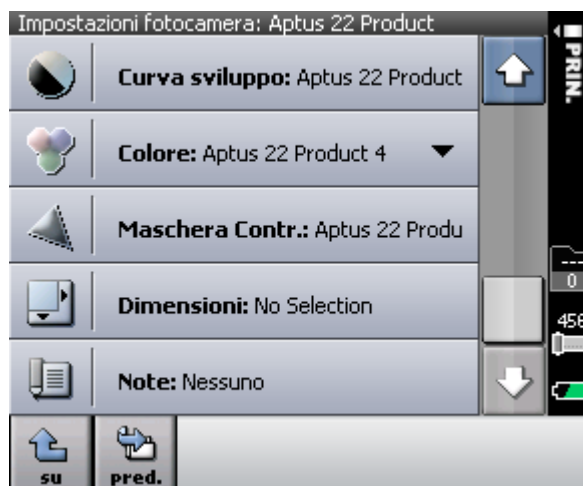 Impostazioni fotocamera: Aptus 22 Product
Curva sviluppo: Aptus 22 Product
Colore: Aptus 22 Product 4
Maschera Contr.: Aptus 22 Produ
Dimensioni: No Selection
Note: Nessuno
su
pred.
PRIN.
0
456